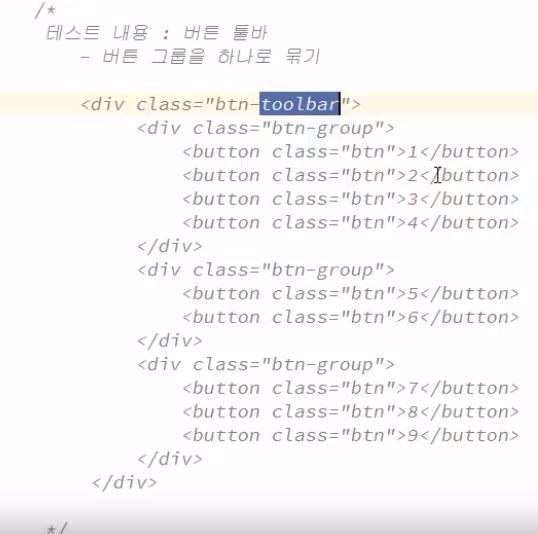 /*
테스트 내용 : 버튼 툴바
- 버튼 그룹을 하나로 묶기
<div class="btn-toolbar">
<div class="btn-group">
<button class="btn">1</button>
<button class="btn">2</button>
<button class="btn">3</button>
<button class="btn">4</button>
</div>
<div class="btn-group">
<button class="btn">5</button>
<button class="btn">6</button>
</div>
<div class="btn-group">
<button class="btn">7</button>
<button class="btn">8</button>
<button class="btn">9</button>
</div>
</div>
*/